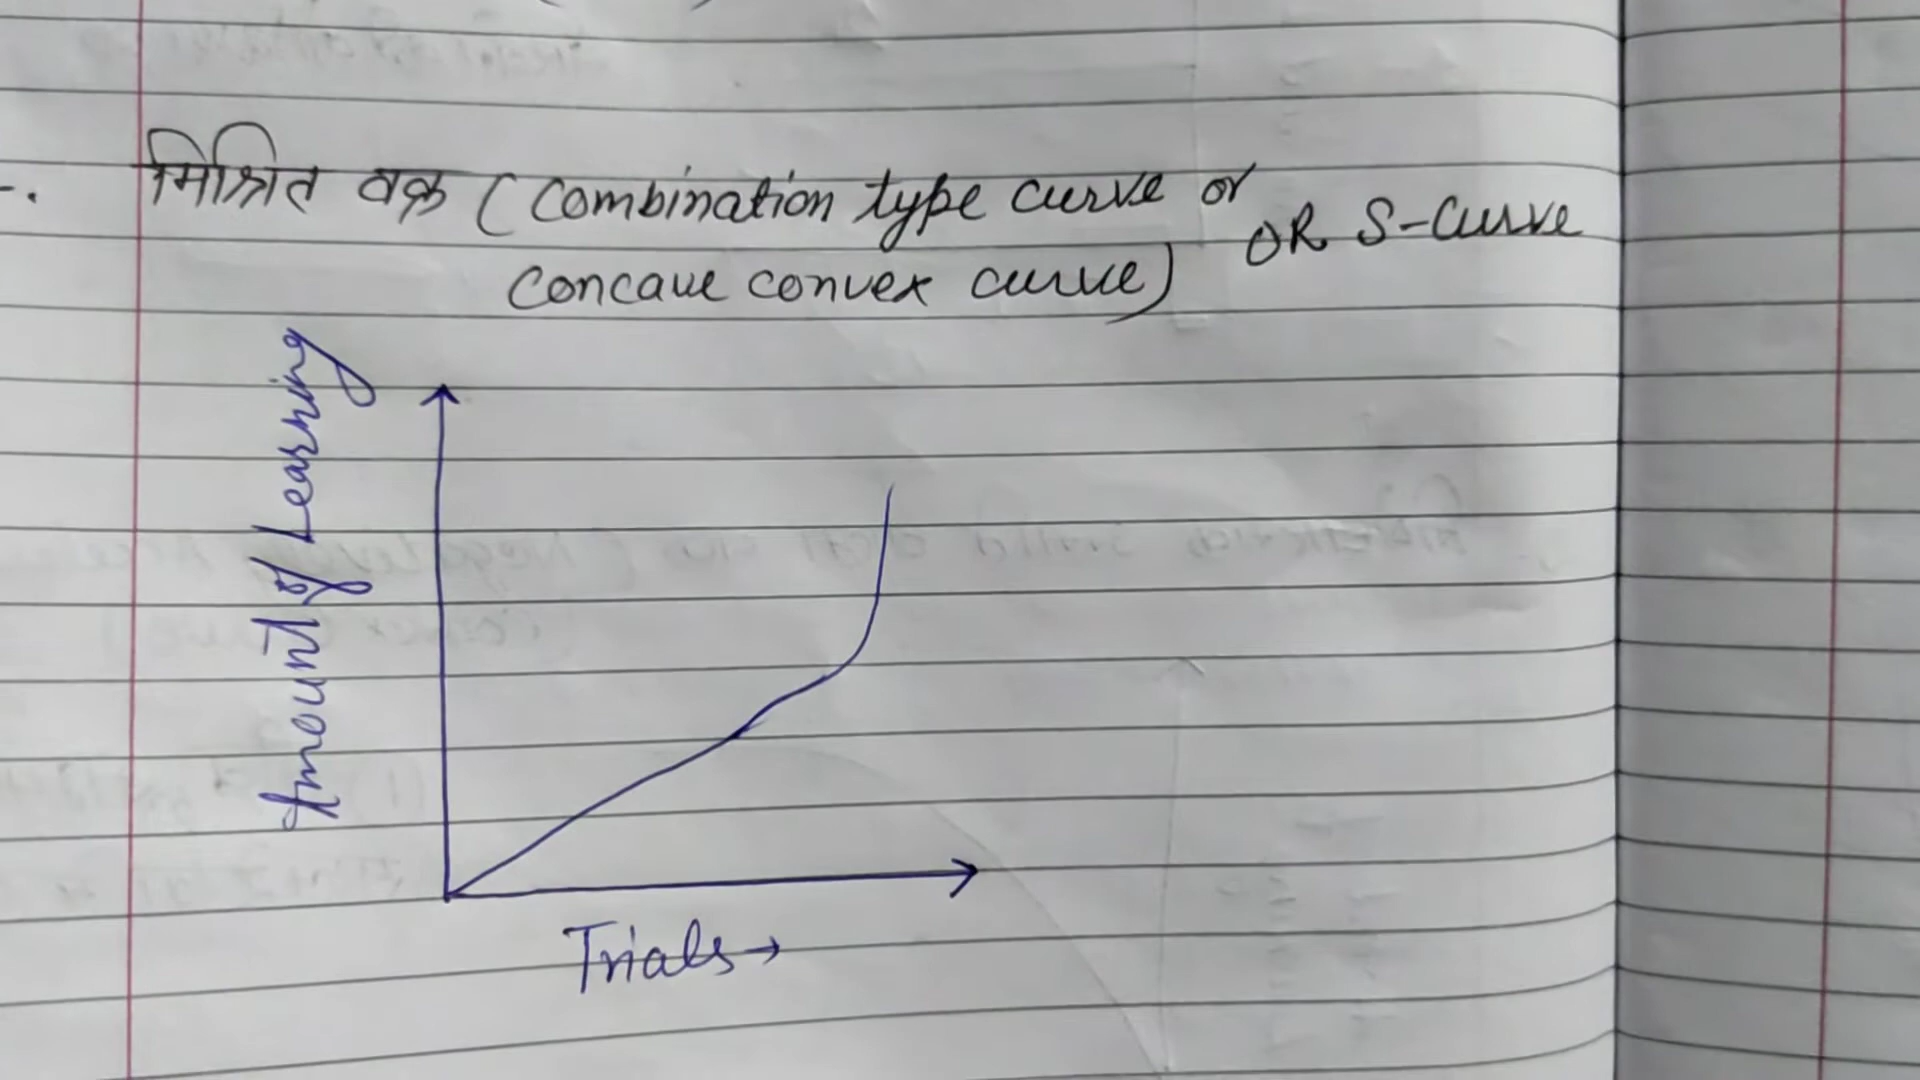 मिश्रित वक्र (Combination type curve or
OR S-Curve
Concave convex curve)
Amount of Learning
Trials→